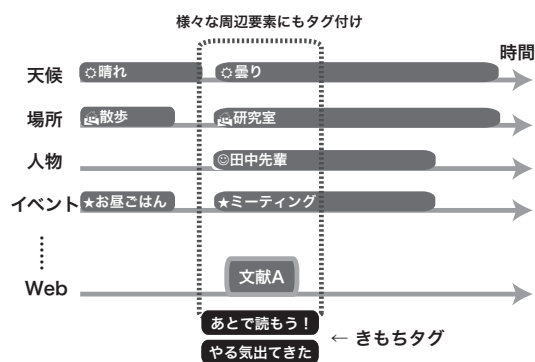 様々な周辺要素にもタグ付け
時間
天候 晴れ 曇り
場所 散歩 研究室
人物 田中先輩
イベント ★お昼ごはん ★ミーティング
Web 文献A
あとで読もう！
← きもちタグ
やる気出てきた